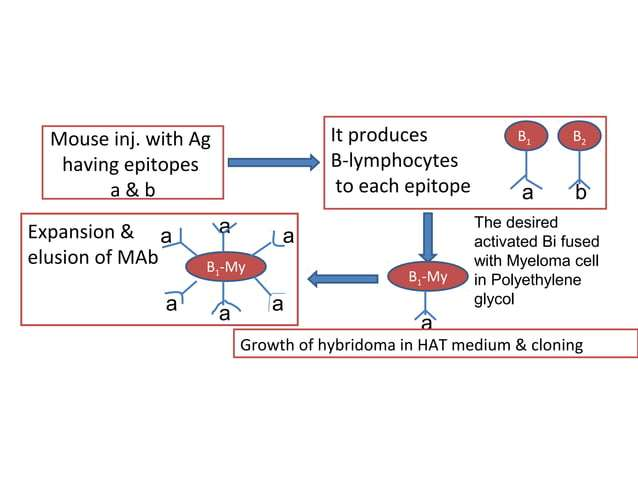 Mouse inj. with Ag
having epitopes
a & b
It produces
B-lymphocytes
to each epitope
B1
B2
a
b
The desired
activated Bi fused
with Myeloma cell
in Polyethylene
glycol
B1-My
a
Growth of hybridoma in HAT medium & cloning
Expansion &
elusion of MAb
a
a
a
B1-My
a
a
a